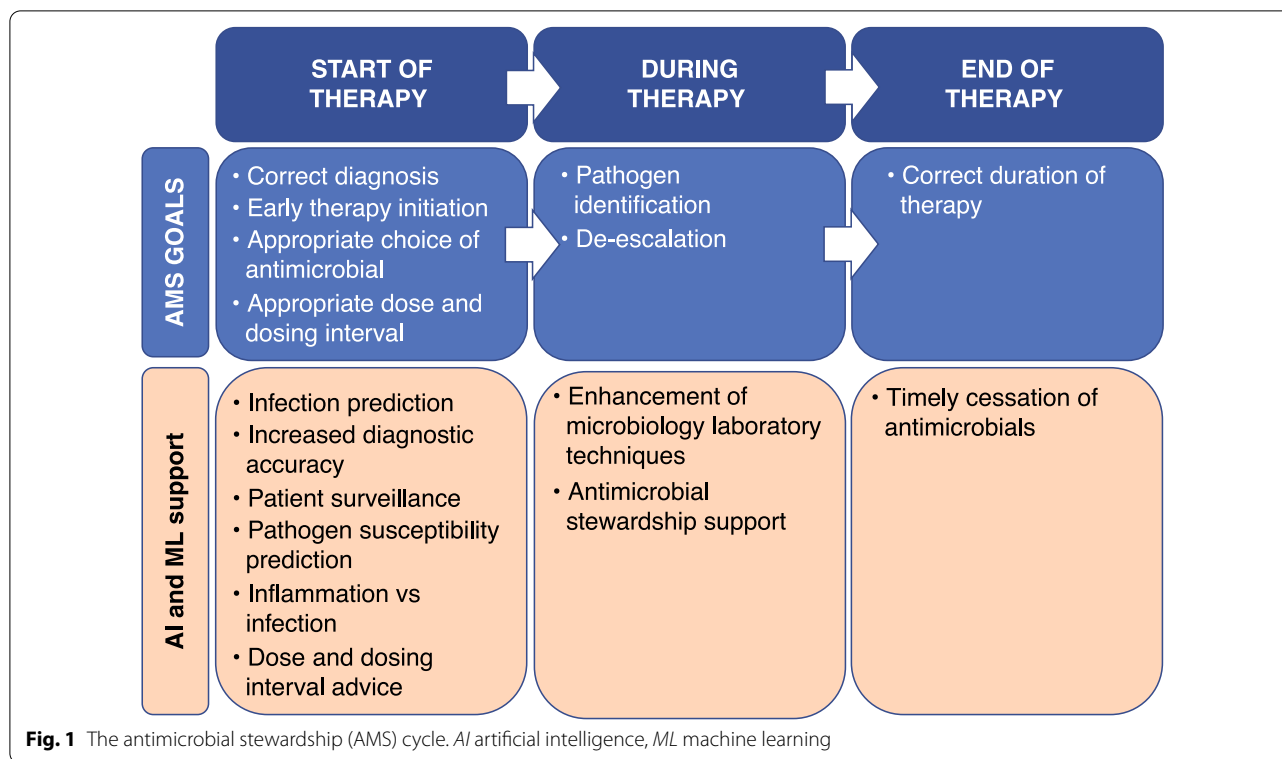 START OF
THERAPY
DURING
THERAPY
END OF
THERAPY
AMS GOALS
• Correct diagnosis
• Early therapy initiation
• Appropriate choice of
antimicrobial
• Appropriate dose and
dosing interval
• Pathogen
identification
• De-escalation
• Correct duration of
therapy
AI and ML support
• Infection prediction
• Increased diagnostic
accuracy
• Patient surveillance
• Pathogen susceptibility
prediction
• Inflammation vs
infection
• Dose and dosing
interval advice
• Enhancement of
microbiology laboratory
techniques
• Antimicrobial
stewardship support
• Timely cessation of
antimicrobials
Fig. 1 The antimicrobial stewardship (AMS) cycle. AI artificial intelligence, ML machine learning